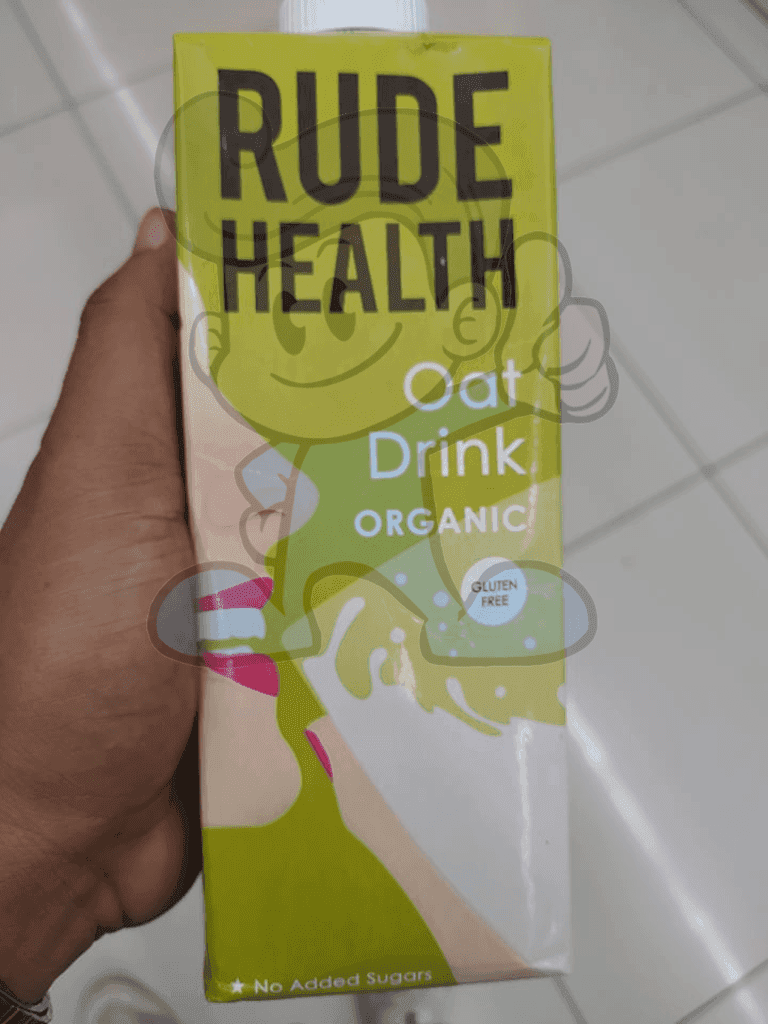 RUDE
HEALTH
Oat
Drink
ORGANIC
GLUTEN
FREE
★ No Added Sugars